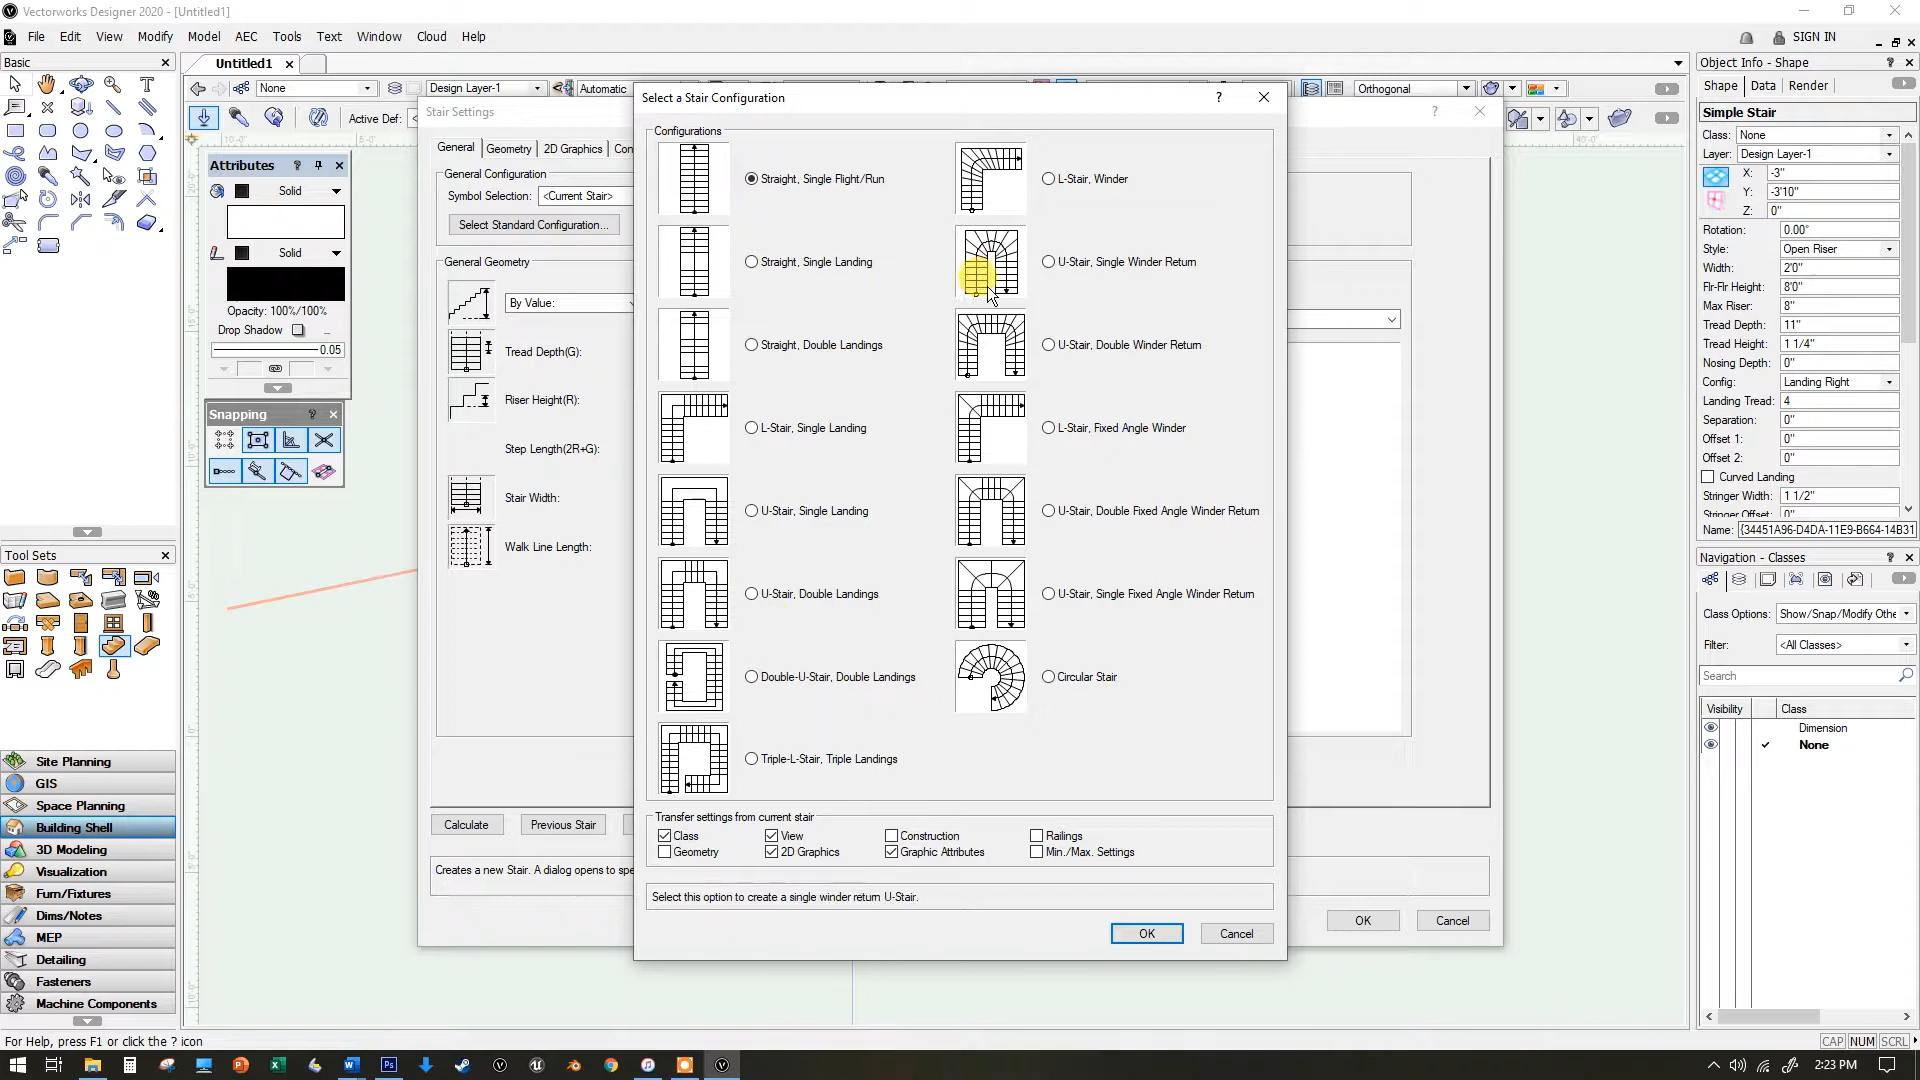 Vectorworks Designer 2020 - [Untitled1]
File Edit View Modify Model AEC Tools Text Window Cloud Help
SIGN IN
Basic
Untitled1
None
Design Layer-1
Automatic
Orthogonal
Active Def:
Attributes
Solid
Solid
Opacity: 100%/100%
Drop Shadow
0.05
Snapping
Tool Sets
Site Planning
GIS
Space Planning
Building Shell
3D Modeling
Visualization
Furn/Fixtures
Dims/Notes
MEP
Detailing
Fasteners
Machine Components
For Help, press F1 or click the ? icon
Stair Settings
General Geometry 2D Graphics Con
General Configuration
Symbol Selection: <Current Stair>
Select Standard Configuration...
General Geometry
By Value:
Tread Depth(G):
Riser Height(R):
Step Length(2R+G):
Stair Width:
Walk Line Length:
Calculate Previous Stair
Creates a new Stair. A dialog opens to spe
OK Cancel
Select a Stair Configuration
Configurations
Straight, Single Flight/Run
Straight, Single Landing
Straight, Double Landings
L-Stair, Single Landing
U-Stair, Single Landing
U-Stair, Double Landings
Double-U-Stair, Double Landings
Triple-L-Stair, Triple Landings
L-Stair, Winder
U-Stair, Single Winder Return
U-Stair, Double Winder Return
L-Stair, Fixed Angle Winder
U-Stair, Double Fixed Angle Winder Return
U-Stair, Single Fixed Angle Winder Return
Circular Stair
Transfer settings from current stair
Class View Construction Railings
Geometry 2D Graphics Graphic Attributes Min./Max. Settings
Select this option to create a single winder return U-Stair.
OK Cancel
Object Info - Shape
Shape Data Render
Simple Stair
Class: None
Layer: Design Layer-1
X: -3"
Y: -3'10"
Z: 0"
Rotation: 0.00°
Style: Open Riser
Width: 2'0"
Flr-Flr Height: 8'0"
Max Riser: 8"
Tread Depth: 11"
Tread Height: 1 1/4"
Nosing Depth: 0"
Config: Landing Right
Landing Tread: 4
Separation: 0"
Offset 1: 0"
Offset 2: 0"
Curved Landing
Stringer Width: 1 1/2"
Stringer Offset: 0"
Name: {34451A96-D4DA-11E9-B664-14B31
Navigation - Classes
Class Options: Show/Snap/Modify Othe
Filter: <All Classes>
Search
Visibility Class
Dimension
None
CAP NUM SCRL
2:23 PM